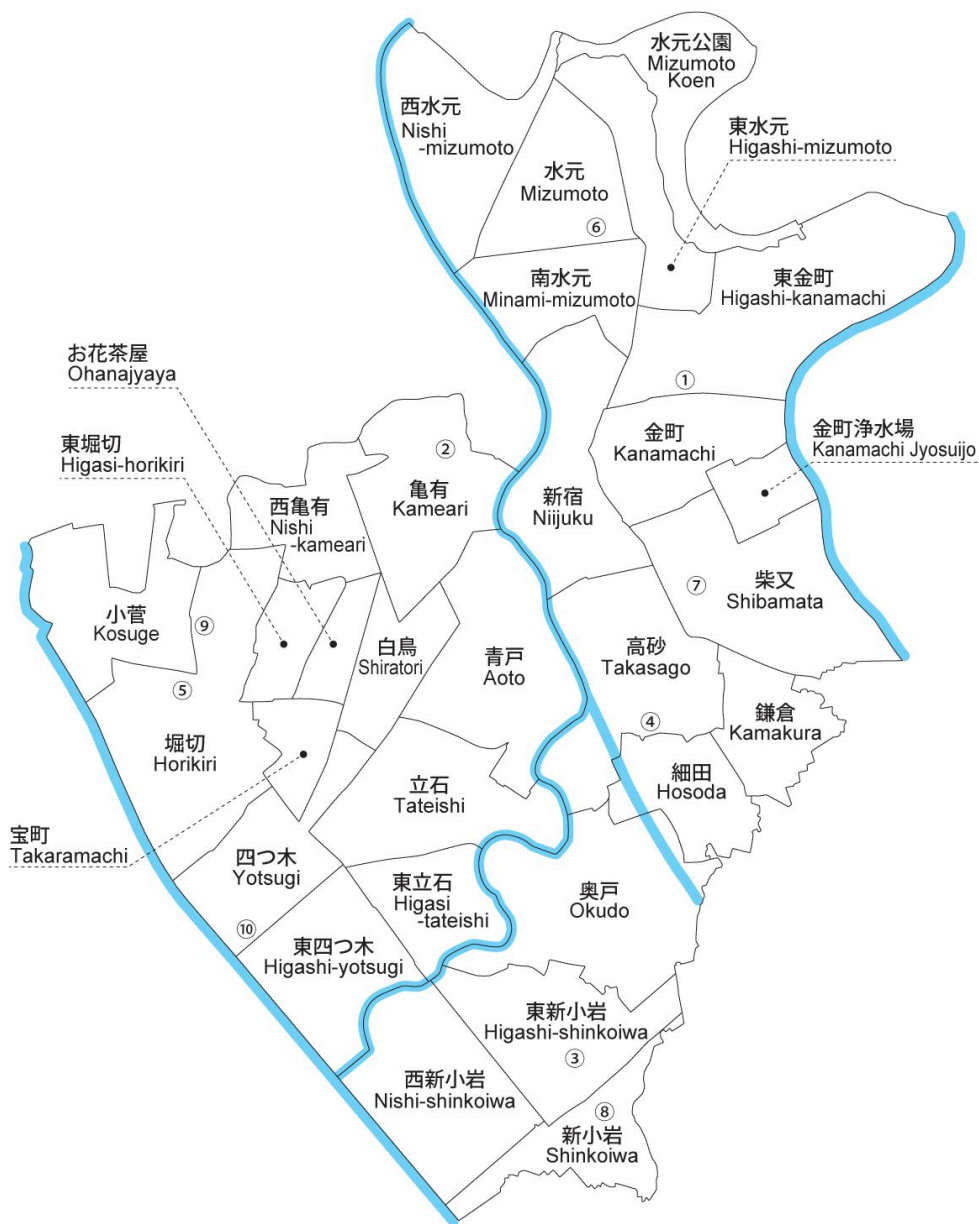 水元公園
Mizumoto
Koen
西水元
Nishi
-mizumoto
東水元
Higashi-mizumoto
水元
Mizumoto
⑥
南水元
Minami-mizumoto
東金町
Higashi-kanamachi
お花茶屋
Ohanajyaya
①
東堀切
Higasi-horikiri
②
亀有
Kameari
金町
Kanamachi
金町浄水場
Kanamachi Jyosuijo
西亀有
Nishi
-kameari
新宿
Niijuku
小菅
Kosuge
⑨
⑦
柴又
Shibamata
白鳥
Shiratori
青戸
Aoto
高砂
Takasago
⑤
④
鎌倉
Kamakura
堀切
Horikiri
細田
Hosoda
立石
Tateishi
宝町
Takaramachi
四つ木
Yotsugi
東立石
Higasi
-tateishi
奥戸
Okudo
⑩
東四つ木
Higashi-yotsugi
東新小岩
Higashi-shinkoiwa
③
西新小岩
Nishi-shinkoiwa
⑧
新小岩
Shinkoiwa